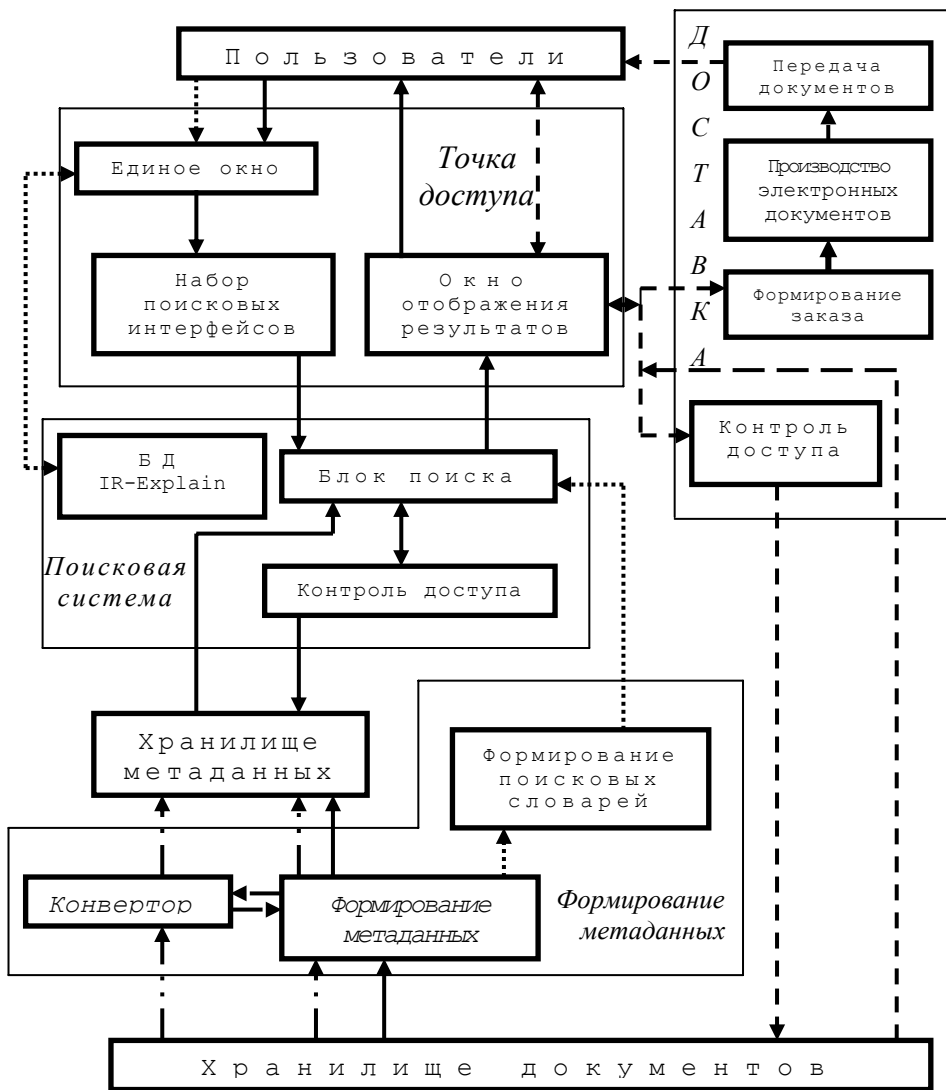 Пользователи
Единое окно
Точка
доступа
Набор
поисковых
интерфейсов
Окно
отображения
результатов
ДОСТАВКА
Передача
документов
Производство
электронных
документов
Формирование
заказа
Контроль
доступа
БД
IR-Explain
Блок поиска
Поисковая
система
Контроль доступа
Хранилище
метаданных
Формирование
поисковых
словарей
Конвертор
Формирование
метаданных
Формирование
метаданных
Хранилище документов